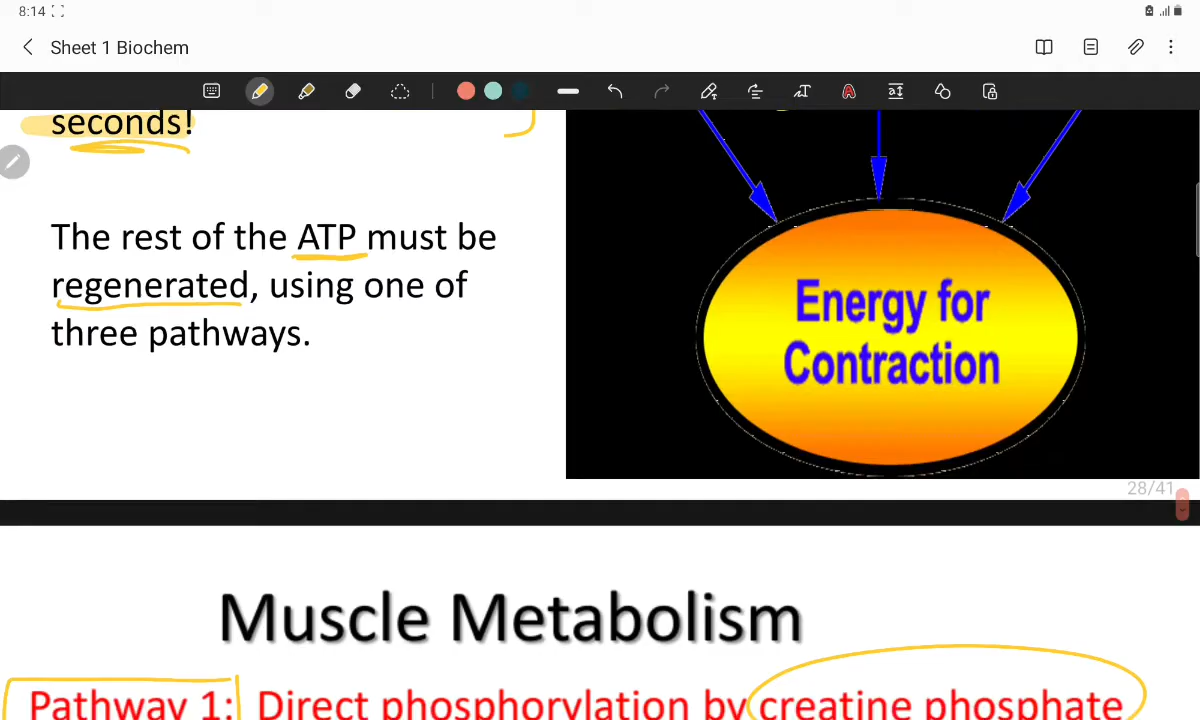 8:14
Sheet 1 Biochem
seconds!
The rest of the ATP must be
regenerated, using one of
three pathways.
Energy for
Contraction
28/41
Muscle Metabolism
Pathway 1: Direct phosphorylation by creatine phosphate